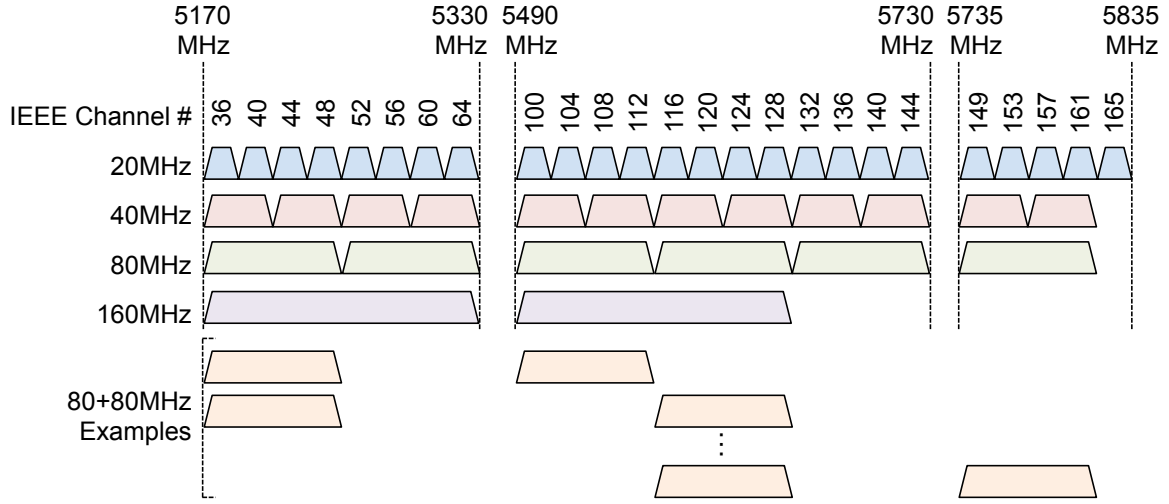 5170 5330 5490 5730 5735 5835
MHz MHz MHz MHz MHz MHz
IEEE Channel # 36 40 44 48 52 56 60 64 100 104 108 112 116 120 124 128 132 136 140 144 149 153 157 161 165
20MHz
40MHz
80MHz
160MHz
80+80MHz
Examples